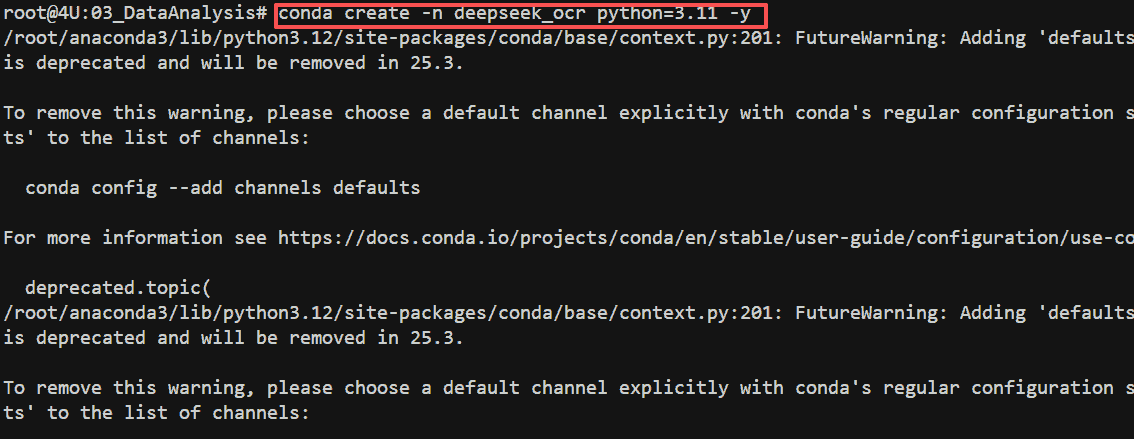 root@4U:03_DataAnalysis# conda create -n deepseek_ocr python=3.11 -y
/root/anaconda3/lib/python3.12/site-packages/conda/base/context.py:201: FutureWarning: Adding 'defaults
is deprecated and will be removed in 25.3.
To remove this warning, please choose a default channel explicitly with conda's regular configuration s
ts' to the list of channels:
conda config --add channels defaults
For more information see https://docs.conda.io/projects/conda/en/stable/user-guide/configuration/use-co
deprecated.topic(
/root/anaconda3/lib/python3.12/site-packages/conda/base/context.py:201: FutureWarning: Adding 'defaults
is deprecated and will be removed in 25.3.
To remove this warning, please choose a default channel explicitly with conda's regular configuration s
ts' to the list of channels: